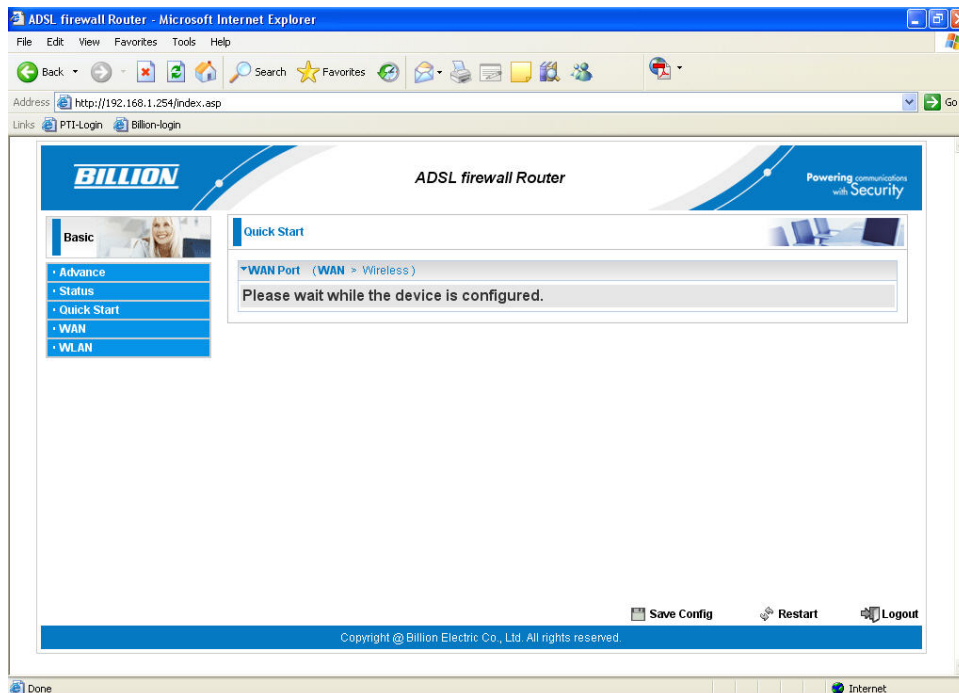 ADSL firewall Router - Microsoft Internet Explorer
File Edit View Favorites Tools Help
Back Search Favorites
Address http://192.168.1.254/index.asp Go
Links PTI-Login Billion-login
BILLION
ADSL firewall Router
Powering communications
with Security
Basic
Quick Start
· Advance
· Status
· Quick Start
· WAN
· WLAN
WAN Port (WAN > Wireless)
Please wait while the device is configured.
Save Config Restart Logout
Copyright @ Billion Electric Co., Ltd. All rights reserved.
Done Internet